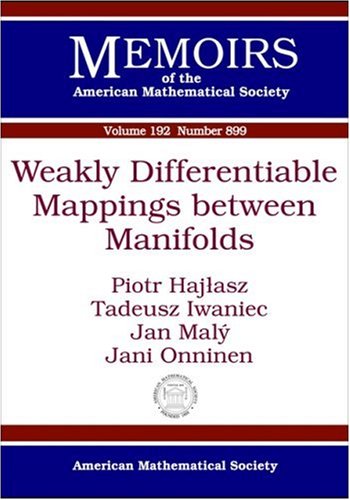 MEMOIRS
of the
American Mathematical Society
Volume 192 Number 899
Weakly Differentiable
Mappings between
Manifolds
Piotr Hajłasz
Tadeusz Iwaniec
Jan Malý
Jani Onninen
American Mathematical Society